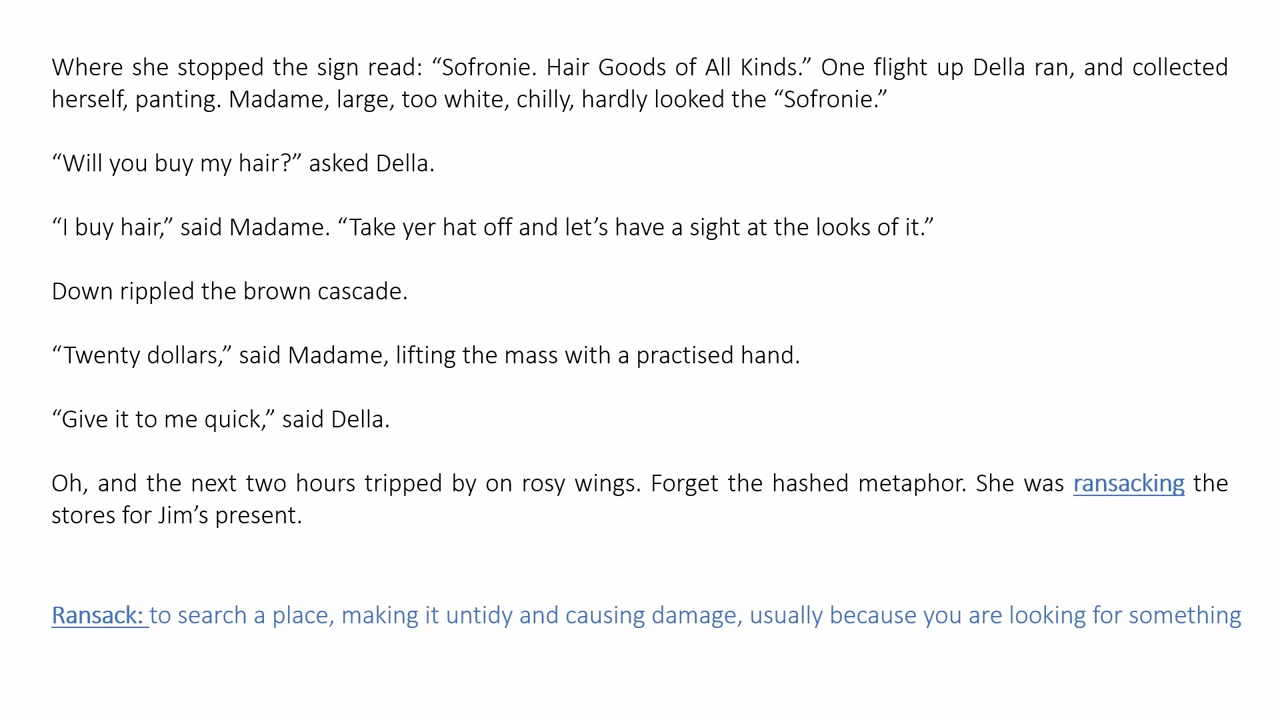 Where she stopped the sign read: “Sofronie. Hair Goods of All Kinds.” One flight up Della ran, and collected
herself, panting. Madame, large, too white, chilly, hardly looked the “Sofronie.”
“Will you buy my hair?” asked Della.
“I buy hair,” said Madame. “Take yer hat off and let’s have a sight at the looks of it.”
Down rippled the brown cascade.
“Twenty dollars,” said Madame, lifting the mass with a practised hand.
“Give it to me quick,” said Della.
Oh, and the next two hours tripped by on rosy wings. Forget the hashed metaphor. She was ransacking the
stores for Jim’s present.
Ransack: to search a place, making it untidy and causing damage, usually because you are looking for something